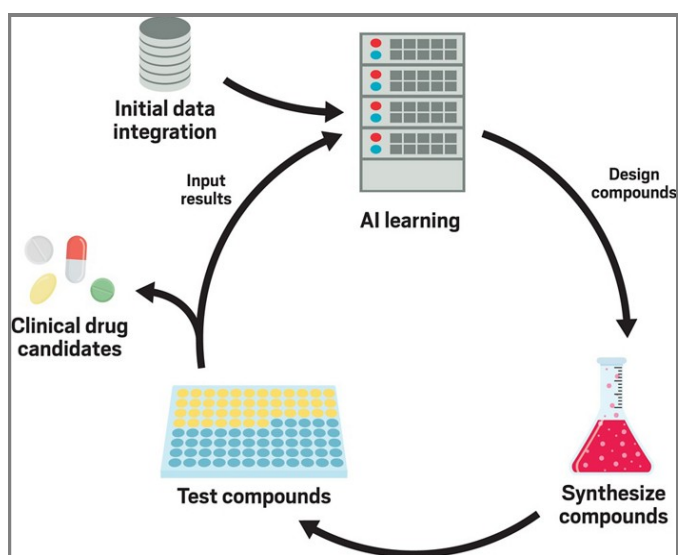 Initial data
integration
Input
results
AI learning
Design
compounds
Clinical drug
candidates
Test compounds
Synthesize
compounds